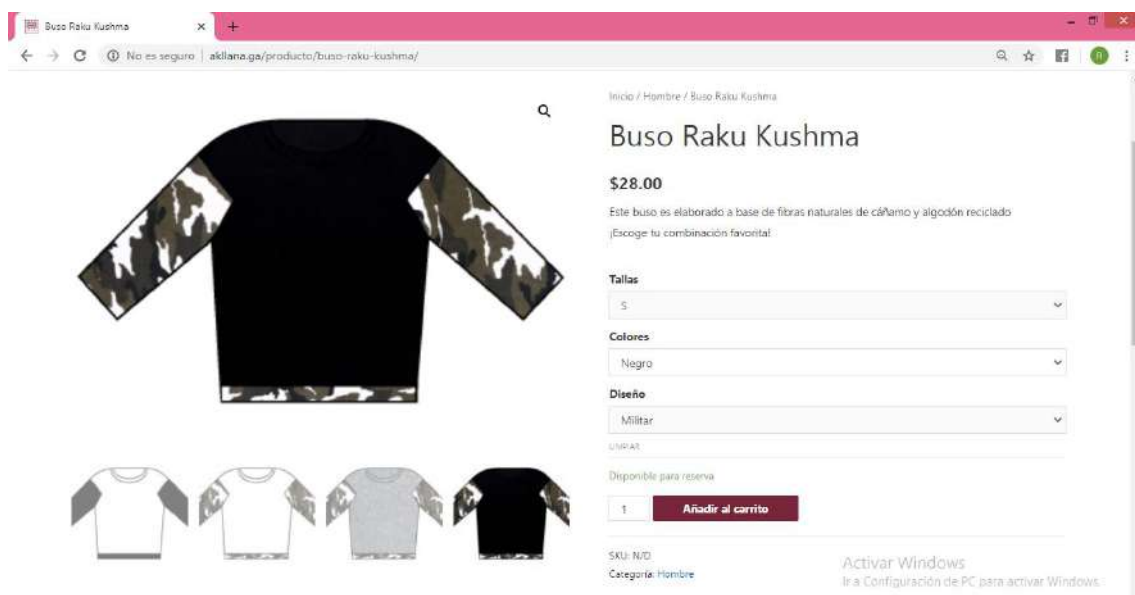 Buso Raku Kushma
No es seguro | akllana.ga/producto/buso-raku-kushma/
Inicio / Hombre / Buso Raku Kushma
Buso Raku Kushma
$28.00
Este buso es elaborado a base de fibras naturales de cáñamo y algodón reciclado
¡Escoge tu combinación favorita!
Tallas
S
Colores
Negro
Diseño
Militar
LIMPIAR
Disponible para reserva
1 Añadir al carrito
SKU: N/D
Categoría: Hombre
Activar Windows
Ir a Configuración de PC para activar Windows.